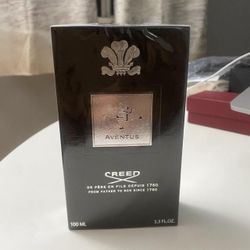 AVENTUS
CREED
DE PÈRE EN FILS DEPUIS 1760
FROM FATHER TO SON SINCE 1760
100 ML
3.3 FL.OZ.